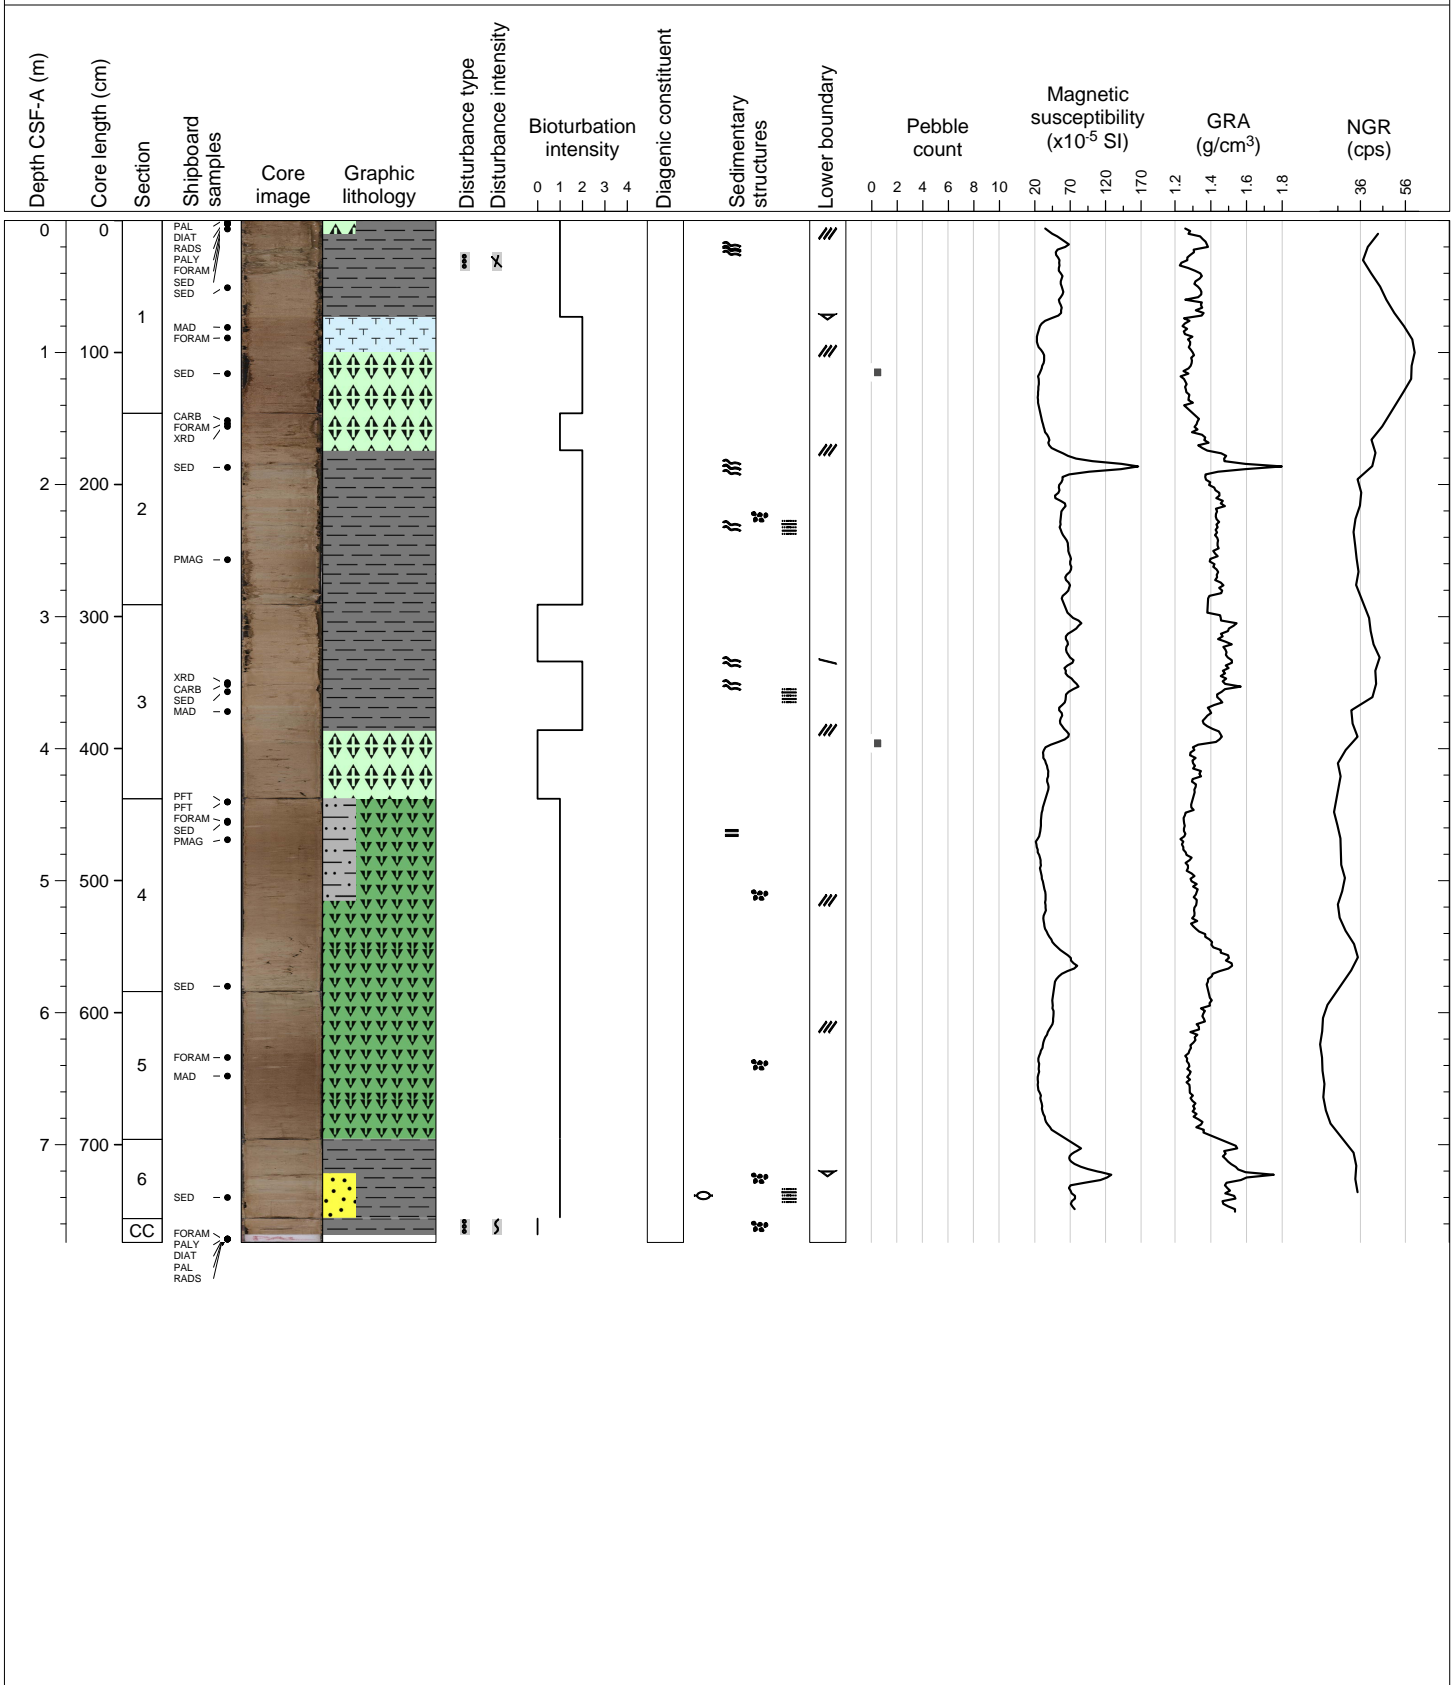 Depth CSF-A (m)
Core length (cm)
Section
Shipboard
samples
Core
image
Graphic
lithology
Disturbance type
Disturbance intensity
Bioturbation
intensity
0 1 2 3 4
Diagenic constituent
Sedimentary
structures
Lower boundary
Pebble
count
0 2 4 6 8 10
Magnetic
susceptibility
(x10-5 SI)
20 70 120 170
GRA
(g/cm3)
1.2 1.4 1.6 1.8
NGR
(cps)
36 56
0 0
PAL
DIAT
RADS
PALY
FORAM
SED
SED
1
MAD
FORAM
1 100
SED
CARB
FORAM
XRD
SED
2 200
2
PMAG
3 300
XRD
CARB
SED
3
MAD
4 400
PFT
PFT
FORAM
SED
PMAG
5 500
4
SED
6 600
FORAM
5
MAD
7 700
6
SED
CC
FORAM
PALY
DIAT
PAL
RADS